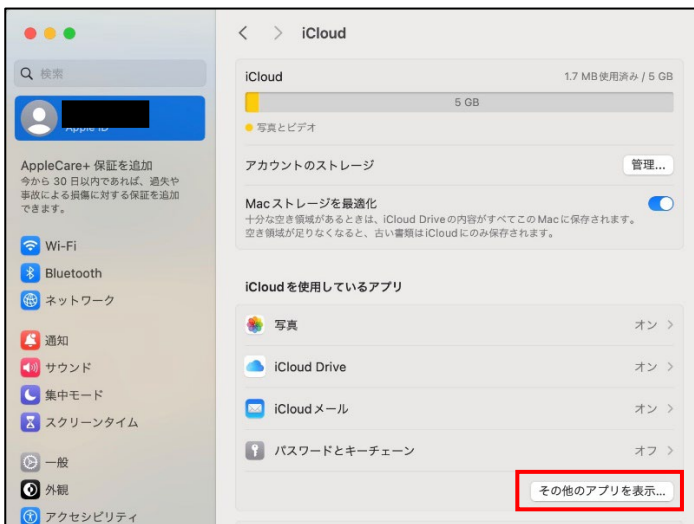 iCloud
検索
Apple ID
AppleCare+ 保証を追加
今から 30 日以内であれば、過失や
事故による損傷に対する保証を追加
できます。
Wi-Fi
Bluetooth
ネットワーク
通知
サウンド
集中モード
スクリーンタイム
一般
外観
アクセシビリティ
iCloud
1.7 MB使用済み / 5 GB
5 GB
写真とビデオ
アカウントのストレージ
管理...
Macストレージを最適化
十分な空き領域があるときは、iCloud Driveの内容がすべてこのMacに保存されます。
空き領域が足りなくなると、古い書類はiCloudにのみ保存されます。
iCloudを使用しているアプリ
写真
オン
iCloud Drive
オン
iCloudメール
オン
パスワードとキーチェーン
オフ
その他のアプリを表示...